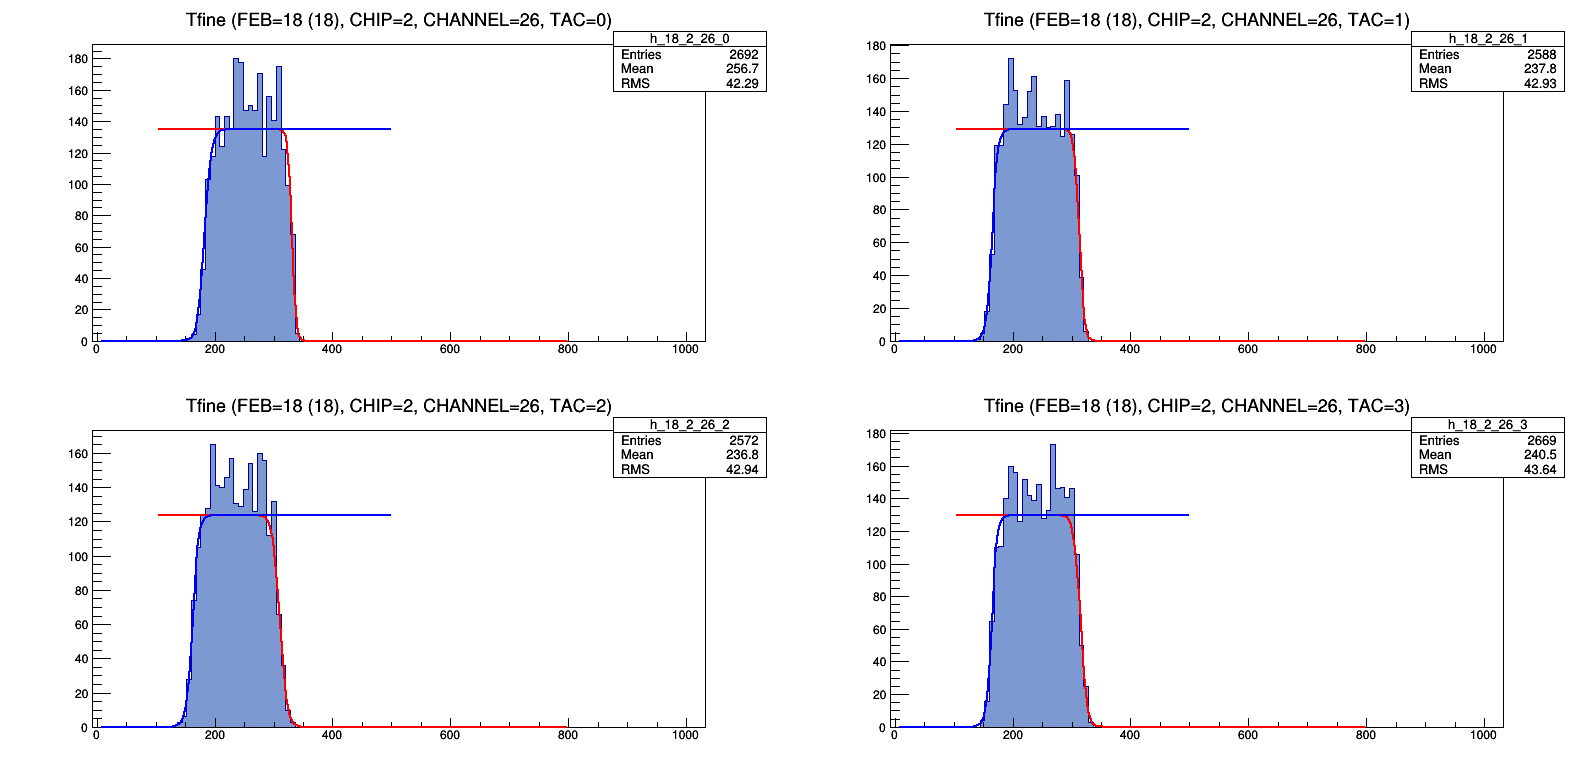 Tfine (FEB=18 (18), CHIP=2, CHANNEL=26, TAC=0)
h_18_2_26_0
Entries 2692
Mean 256.7
RMS 42.29
180
160
140
120
100
80
60
40
20
0
0 200 400 600 800 1000
Tfine (FEB=18 (18), CHIP=2, CHANNEL=26, TAC=1)
h_18_2_26_1
Entries 2588
Mean 237.8
RMS 42.93
180
160
140
120
100
80
60
40
20
0
0 200 400 600 800 1000
Tfine (FEB=18 (18), CHIP=2, CHANNEL=26, TAC=2)
h_18_2_26_2
Entries 2572
Mean 236.8
RMS 42.94
160
140
120
100
80
60
40
20
0
0 200 400 600 800 1000
Tfine (FEB=18 (18), CHIP=2, CHANNEL=26, TAC=3)
h_18_2_26_3
Entries 2669
Mean 240.5
RMS 43.64
180
160
140
120
100
80
60
40
20
0
0 200 400 600 800 1000